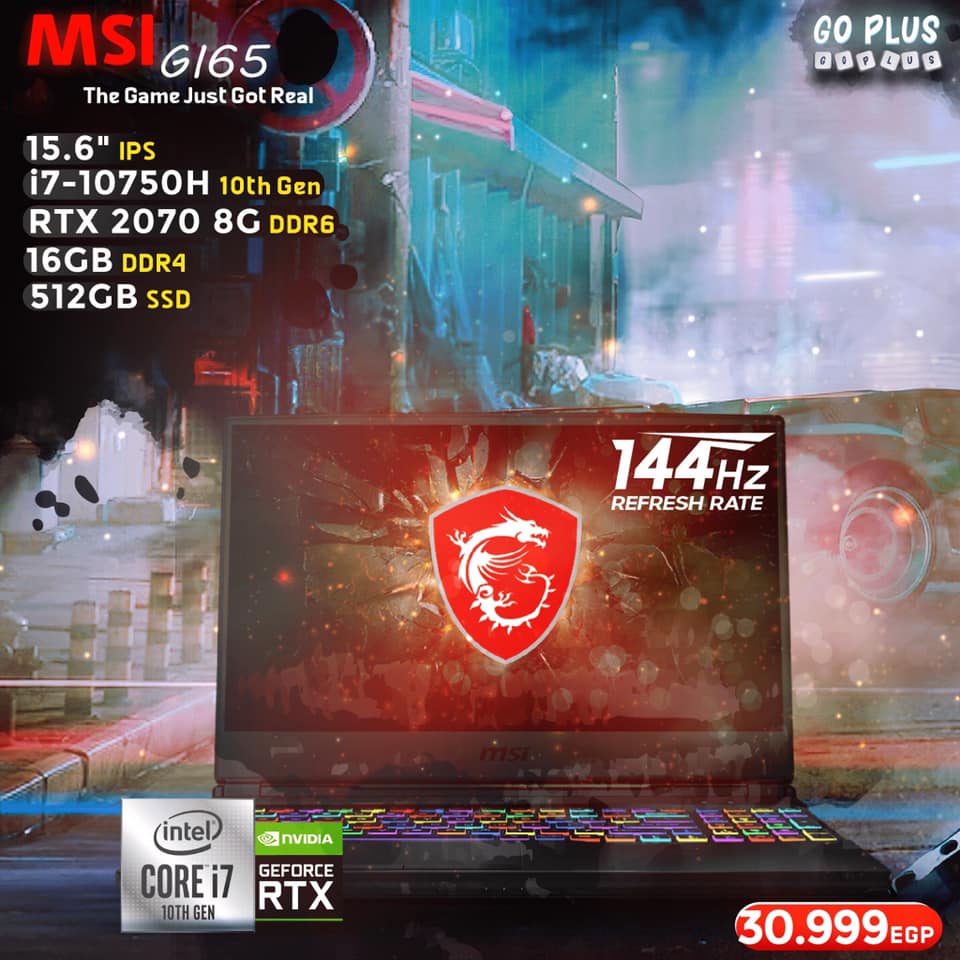 MSI GI65
The Game Just Got Real
GO PLUS
GOPLUS
15.6" IPS
i7-10750H 10th Gen
RTX 2070 8G DDR6
16GB DDR4
512GB SSD
144Hz
REFRESH RATE
msi
intel
CORE i7
10TH GEN
NVIDIA
GEFORCE
RTX
30.999EGP